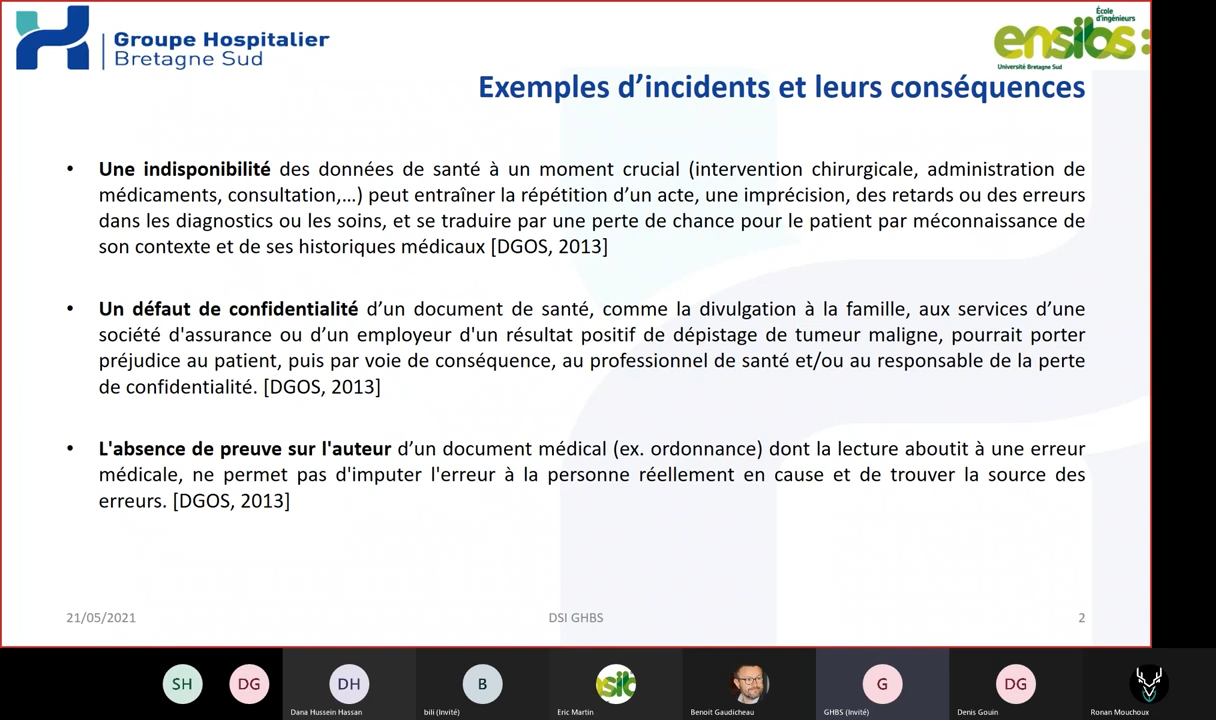 Groupe Hospitalier
Bretagne Sud
École
d'ingénieurs
ensibs:
Université Bretagne Sud
Exemples d’incidents et leurs conséquences
• Une indisponibilité des données de santé à un moment crucial (intervention chirurgicale, administration de
médicaments, consultation,…) peut entraîner la répétition d’un acte, une imprécision, des retards ou des erreurs
dans les diagnostics ou les soins, et se traduire par une perte de chance pour le patient par méconnaissance de
son contexte et de ses historiques médicaux [DGOS, 2013]
• Un défaut de confidentialité d’un document de santé, comme la divulgation à la famille, aux services d’une
société d'assurance ou d’un employeur d'un résultat positif de dépistage de tumeur maligne, pourrait porter
préjudice au patient, puis par voie de conséquence, au professionnel de santé et/ou au responsable de la perte
de confidentialité. [DGOS, 2013]
• L'absence de preuve sur l'auteur d’un document médical (ex. ordonnance) dont la lecture aboutit à une erreur
médicale, ne permet pas d'imputer l'erreur à la personne réellement en cause et de trouver la source des
erreurs. [DGOS, 2013]
21/05/2021
DSI GHBS
2
SH
DG
DH
B
sib
G
DG
Dana Hussein Hassan
bili (Invité)
Eric Martin
Benoit Gaudicheau
GHBS (Invité)
Denis Gouin
Ronan Mouchoux